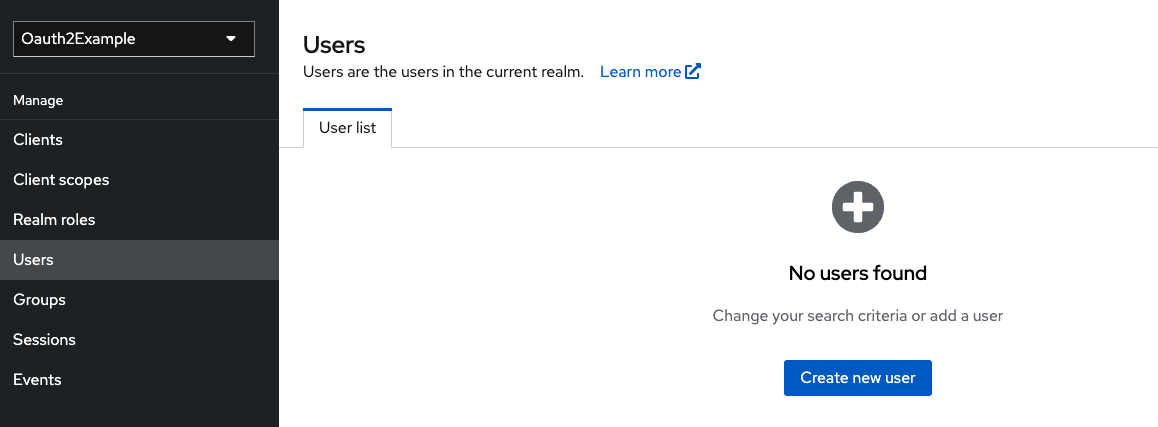 Oauth2Example
Manage
Clients
Client scopes
Realm roles
Users
Groups
Sessions
Events
Users
Users are the users in the current realm. Learn more
User list
No users found
Change your search criteria or add a user
Create new user